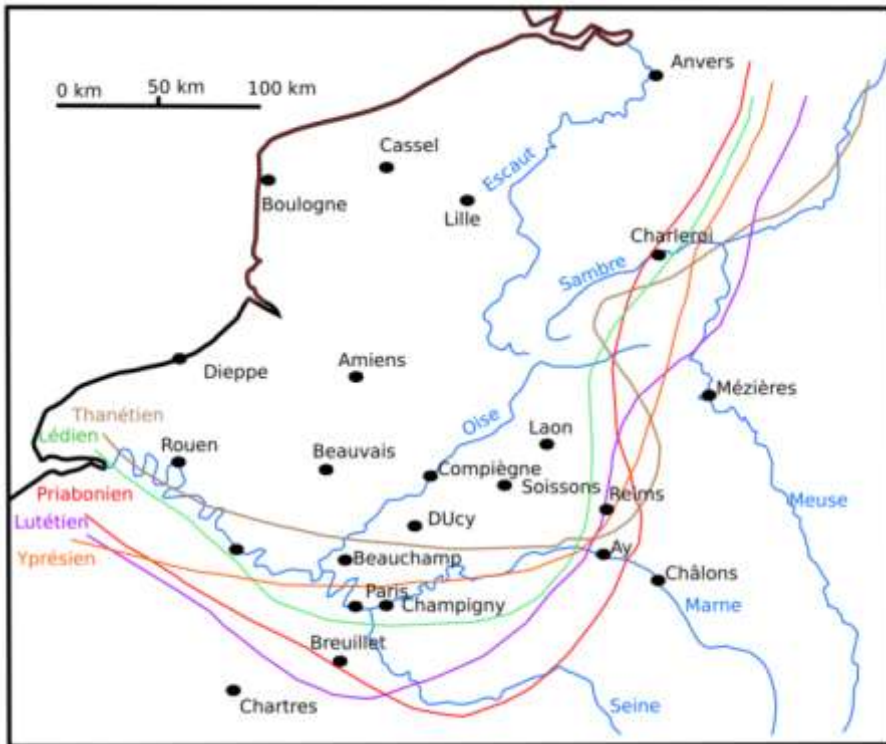 Anvers
0 km 50 km 100 km
Cassel
Escaut
Boulogne
Lille
Charleroi
Sambre
Dieppe
Amiens
Mézières
Thanétien
Lédien
Rouen
Oise
Laon
Beauvais
Compiègne
Soissons
Reims
Meuse
Priabonien
Lutétien
DUcy
Yprésien
Beauchamp
Ay
Châlons
Paris
Champigny
Marne
Breuillet
Chartres
Seine